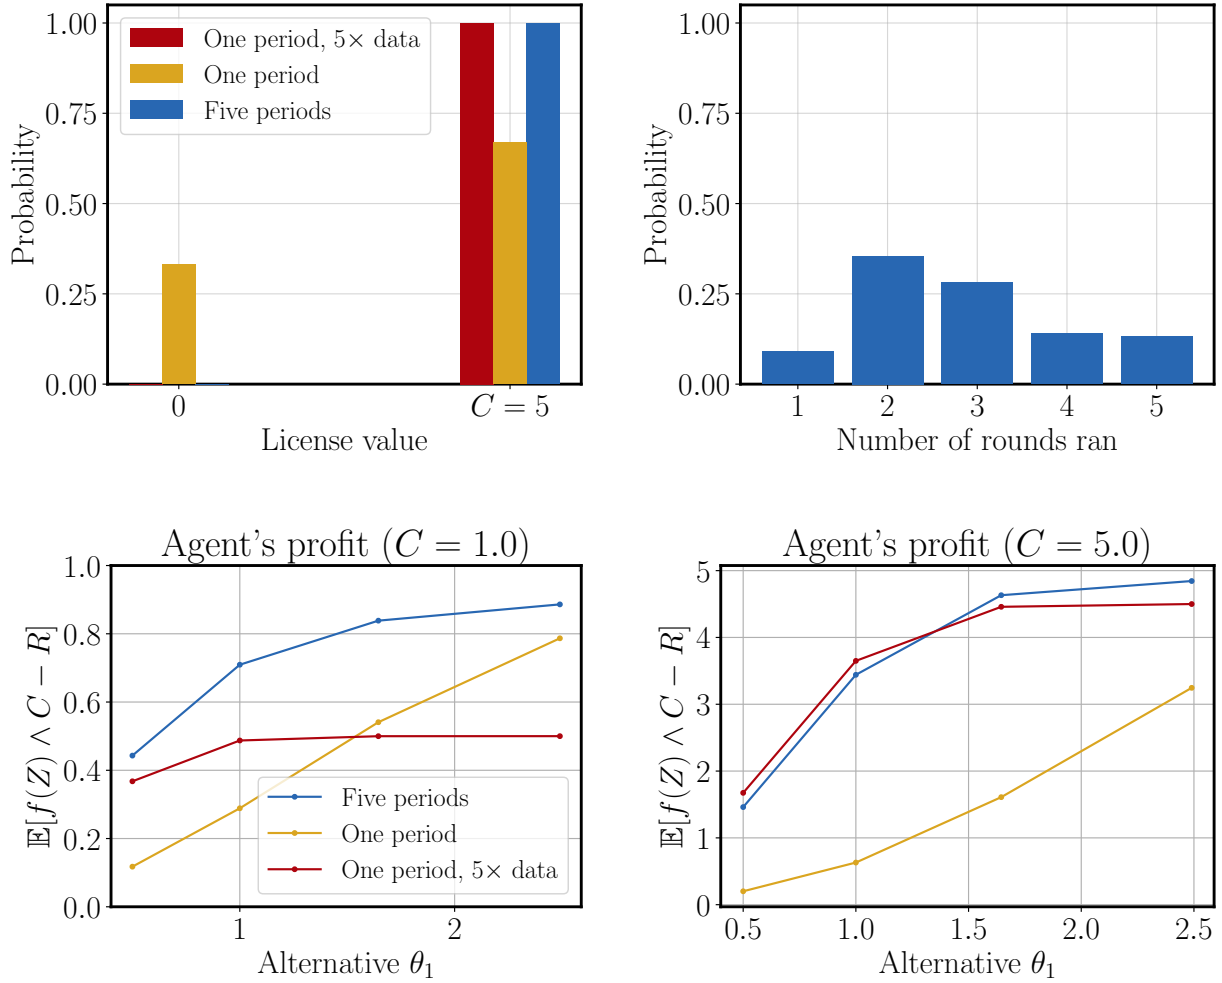 1.00
0.75
0.50
0.25
0.00
Probability
One period, 5× data
One period
Five periods
0
C = 5
License value
1.00
0.75
0.50
0.25
0.00
Probability
1 2 3 4 5
Number of rounds ran
Agent's profit (C = 1.0)
1.0
0.8
0.6
0.4
0.2
0.0
𝔼[f(Z) ∧ C − R]
Five periods
One period
One period, 5× data
1 2
Alternative θ₁
Agent's profit (C = 5.0)
5
4
3
2
1
0
𝔼[f(Z) ∧ C − R]
0.5 1.0 1.5 2.0 2.5
Alternative θ₁